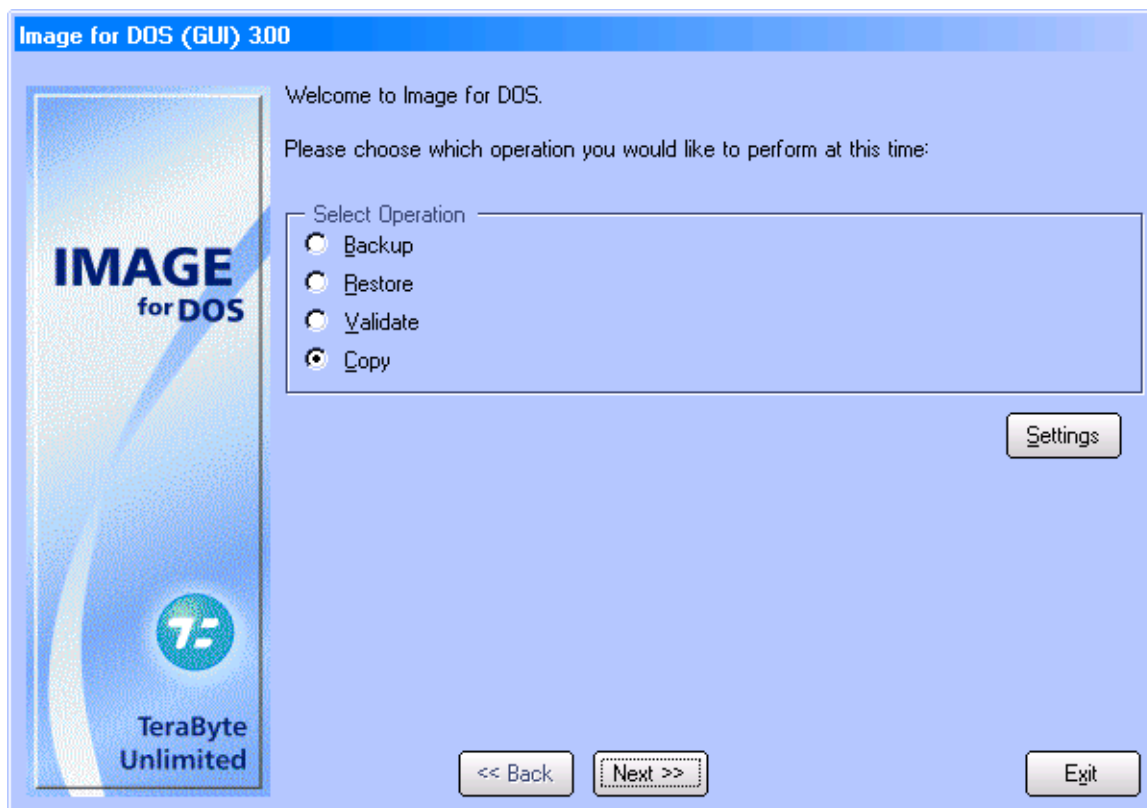 Image for DOS (GUI) 3.00
IMAGE
for DOS
TeraByte
Unlimited
Welcome to Image for DOS.
Please choose which operation you would like to perform at this time:
Select Operation
Backup
Restore
Validate
Copy
Settings
<< Back
Next >>
Exit